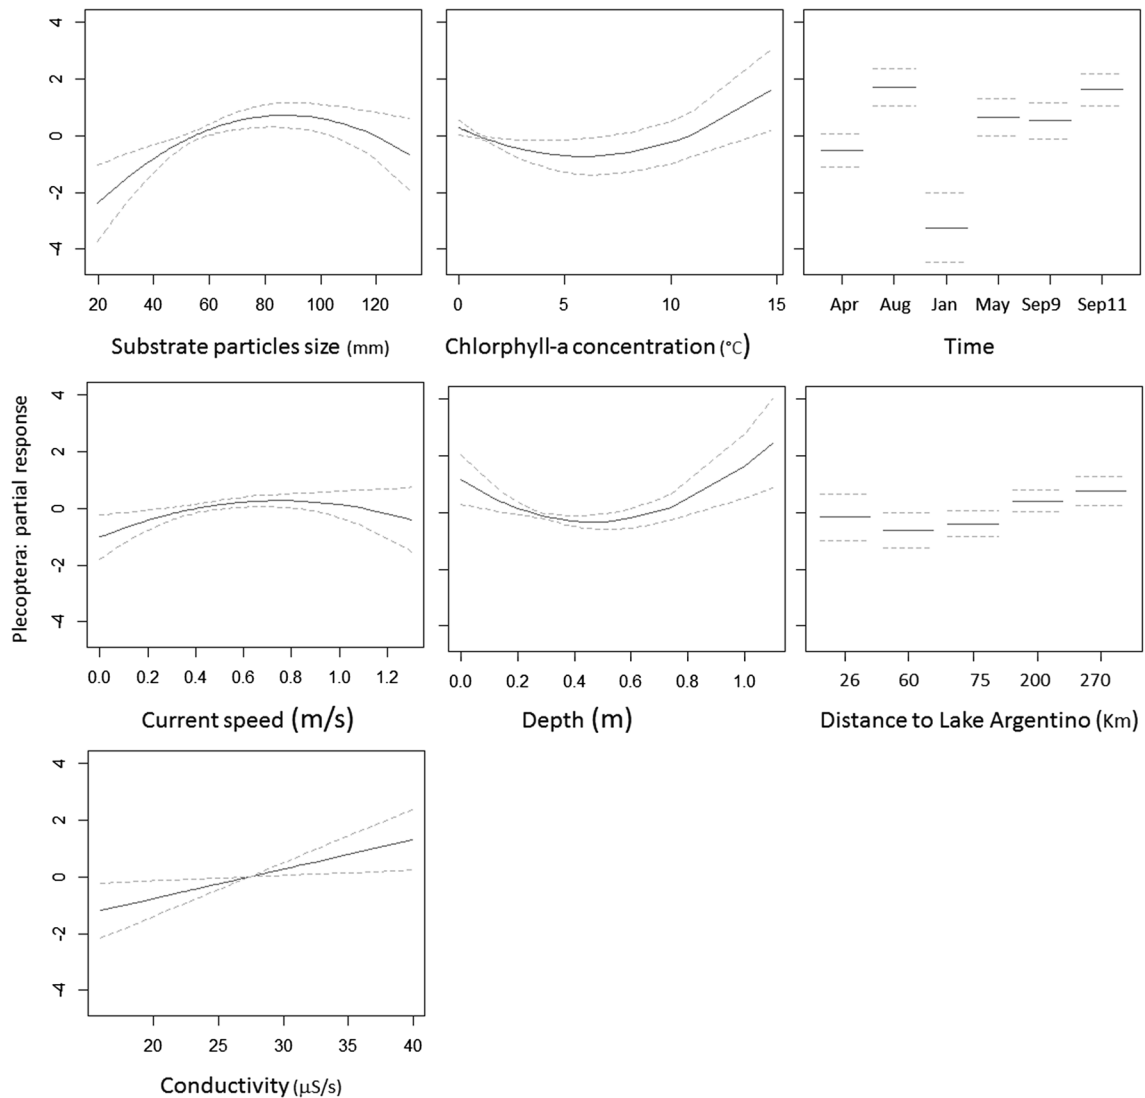 4
2
0
-2
-4
20 40 60 80 100 120
0 5 10 15
Apr Aug Jan May Sep9 Sep11
Substrate particles size (mm)
Chlorphyll-a concentration (°C)
Time
Plecoptera: partial response
4
2
0
-2
-4
0.0 0.2 0.4 0.6 0.8 1.0 1.2
0.0 0.2 0.4 0.6 0.8 1.0
26 60 75 200 270
Current speed (m/s)
Depth (m)
Distance to Lake Argentino (Km)
4
2
0
-2
-4
20 25 30 35 40
Conductivity (μS/s)